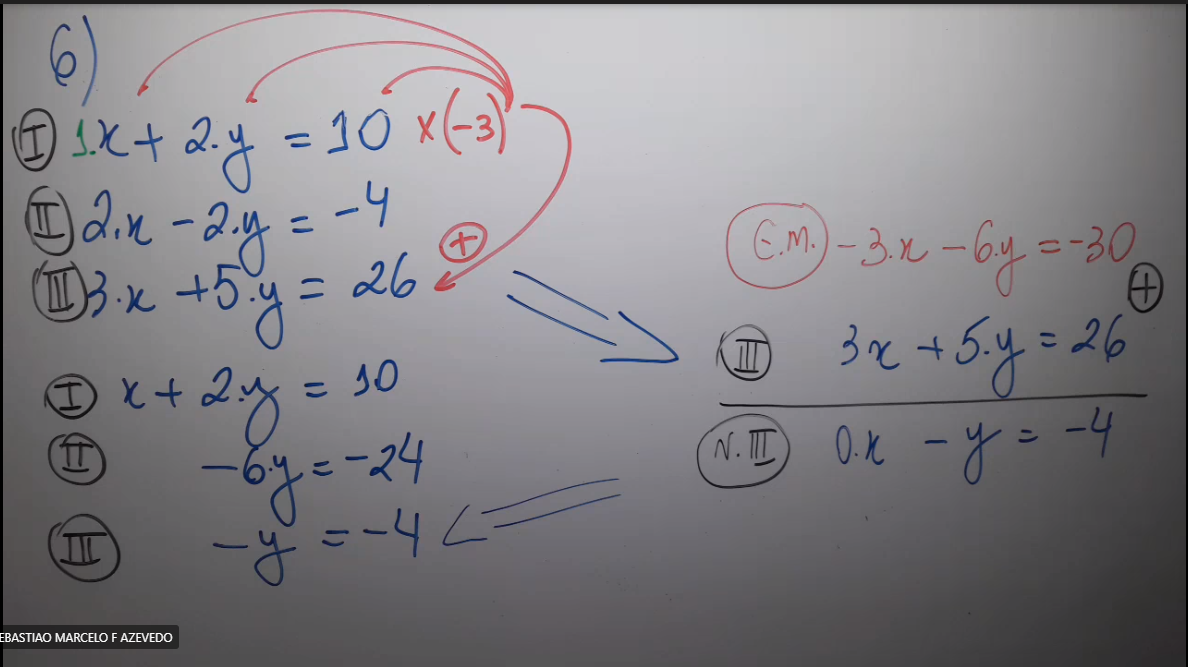 6)
I 1.x + 2.y = 10 x(-3)
II 2.x - 2.y = -4
III 3.x + 5.y = 26 +
I x + 2.y = 10
II -6.y = -24
III -y = -4
E.M. -3.x - 6.y = -30
+
III 3x + 5.y = 26
N.III 0.x - y = -4
EBASTIAO MARCELO F AZEVEDO